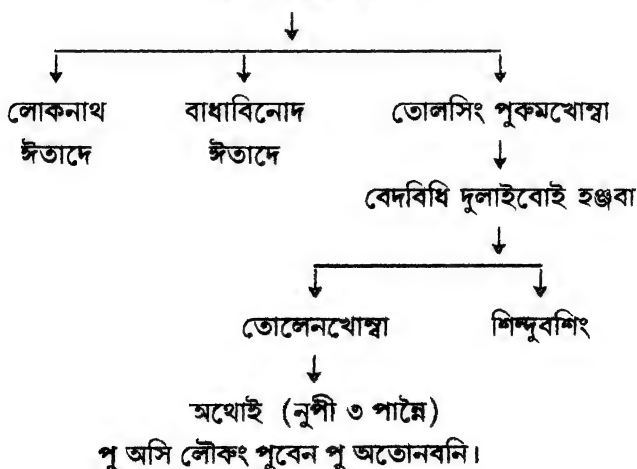 লোকনাথ বাধাবিনোদ তোলসিং পুকমখোম্বা
ঈতাদে ঈতাদে
বেদবিধি দুলাইবোই হঞ্জবা
তোলেনখোম্বা শিন্দুবশিং
অথোই (নুপী ৩ পান্নৈ)
পু অসি লৌকং পুবেন পু অতোনবনি।